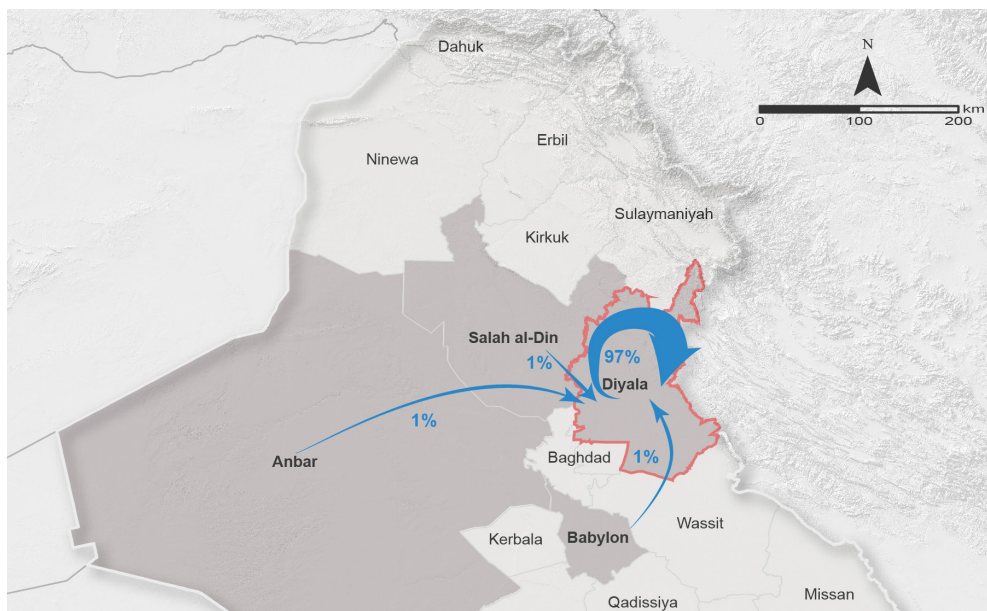 Dahuk
N
km
0 100 200
Erbil
Ninewa
Sulaymaniyah
Kirkuk
Salah al-Din
97%
1%
Diyala
1%
Anbar
Baghdad
1%
Wassit
Kerbala
Babylon
Missan
Qadissiya